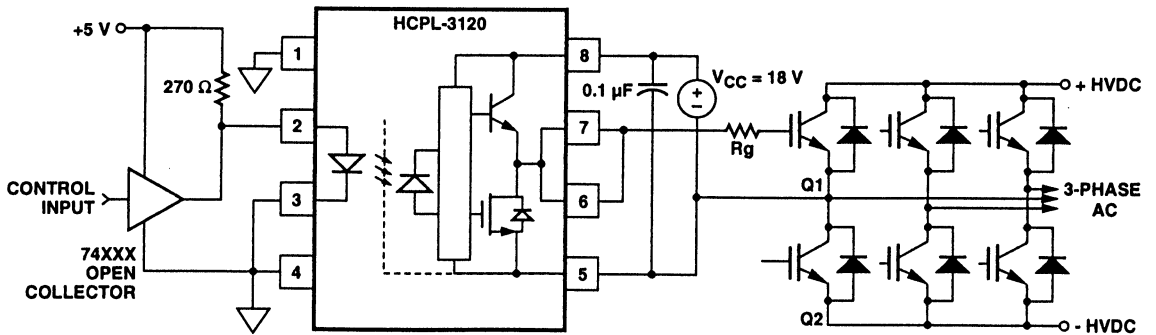 HCPL-3120
+5 V
270 Ω
1
2
3
4
8
7
6
5
0.1 µF
VCC = 18 V
Rg
+ HVDC
Q1
3-PHASE
AC
CONTROL
INPUT
74XXX
OPEN
COLLECTOR
Q2
- HVDC
+
−